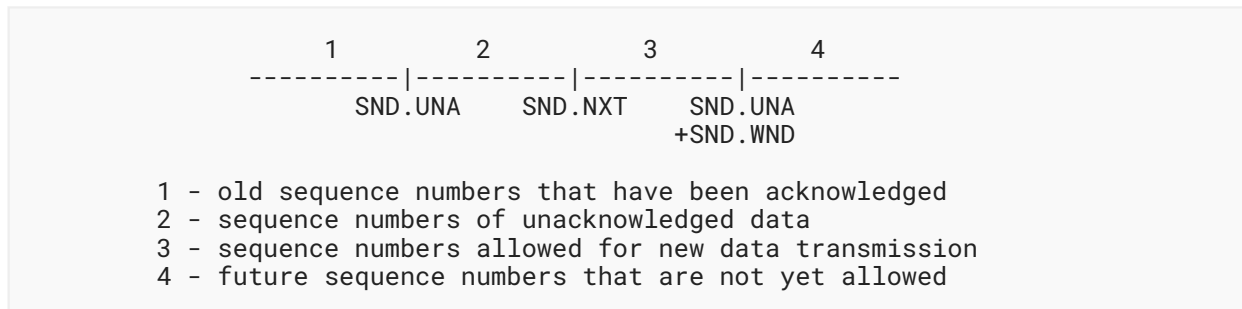 1 2 3 4
----------|----------|----------|----------
SND.UNA SND.NXT SND.UNA
+SND.WND
1 - old sequence numbers that have been acknowledged
2 - sequence numbers of unacknowledged data
3 - sequence numbers allowed for new data transmission
4 - future sequence numbers that are not yet allowed